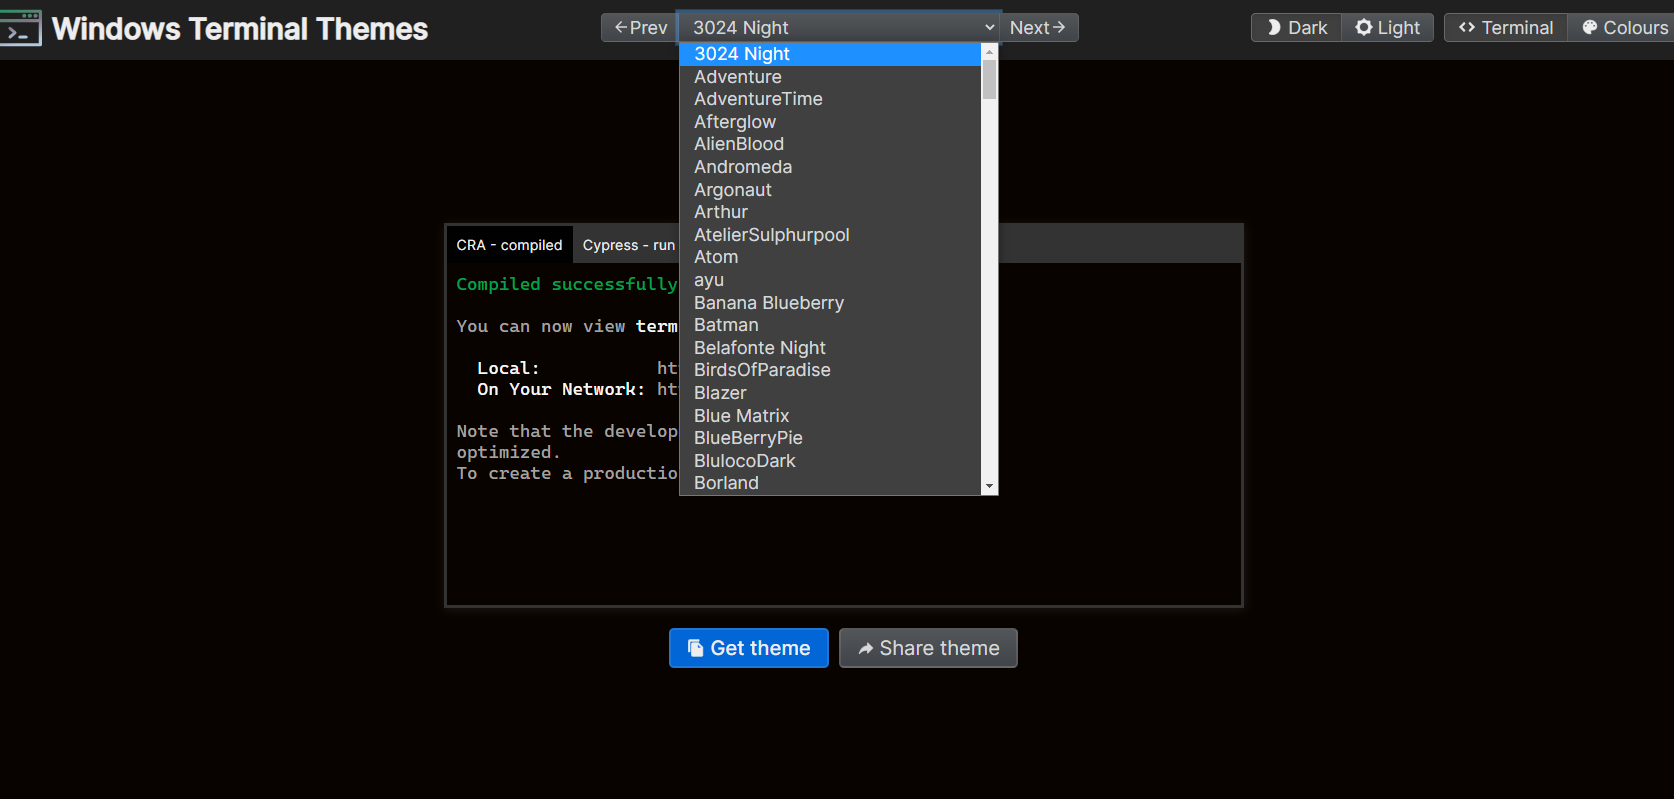 Windows Terminal Themes
←Prev
3024 Night
Next→
Dark
Light
Terminal
Colours
3024 Night
Adventure
AdventureTime
Afterglow
AlienBlood
Andromeda
Argonaut
Arthur
AtelierSulphurpool
Atom
ayu
Banana Blueberry
Batman
Belafonte Night
BirdsOfParadise
Blazer
Blue Matrix
BlueBerryPie
BlulocoDark
Borland
CRA - compiled
Cypress - run
Compiled successfully
You can now view term
Local: ht
On Your Network: ht
Note that the develop
optimized.
To create a productio
Get theme
Share theme